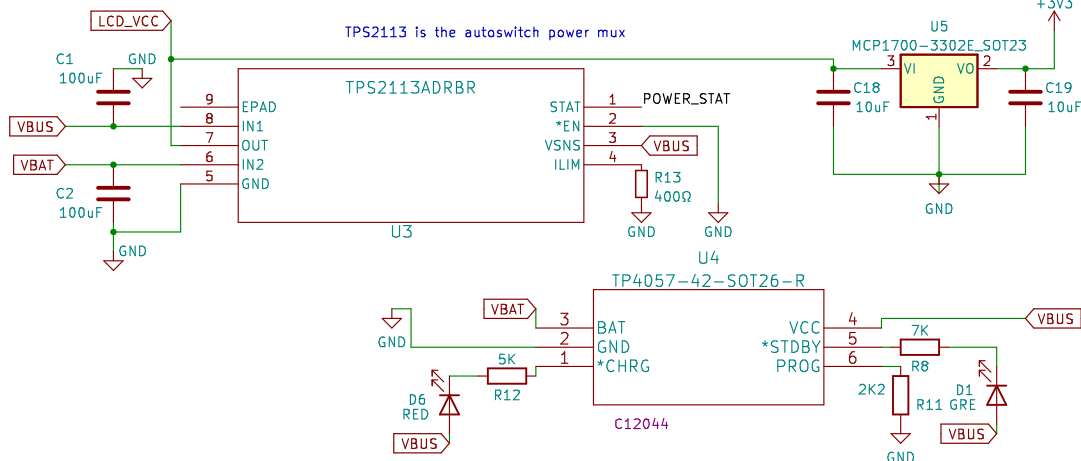 LCD_VCC
TPS2113 is the autoswitch power mux
+3V3
U5
MCP1700-3302E_SOT23
C1
100uF
GND
3 VI
VO 2
GND
1
C18
10uF
C19
10uF
GND
TPS2113ADRBR
9 EPAD
8 IN1
7 OUT
6 IN2
5 GND
STAT 1
*EN 2
VSNS 3
ILIM 4
POWER_STAT
VBUS
VBUS
VBAT
C2
100uF
GND
R13
400Ω
GND
GND
U3
U4
TP4057-42-SOT26-R
VBAT
3 BAT
2 GND
1 *CHRG
VCC 4
*STDBY 5
PROG 6
VBUS
GND
5K
R12
D6
RED
VBUS
7K
R8
2K2
R11
D1
GRE
VBUS
GND
C12044